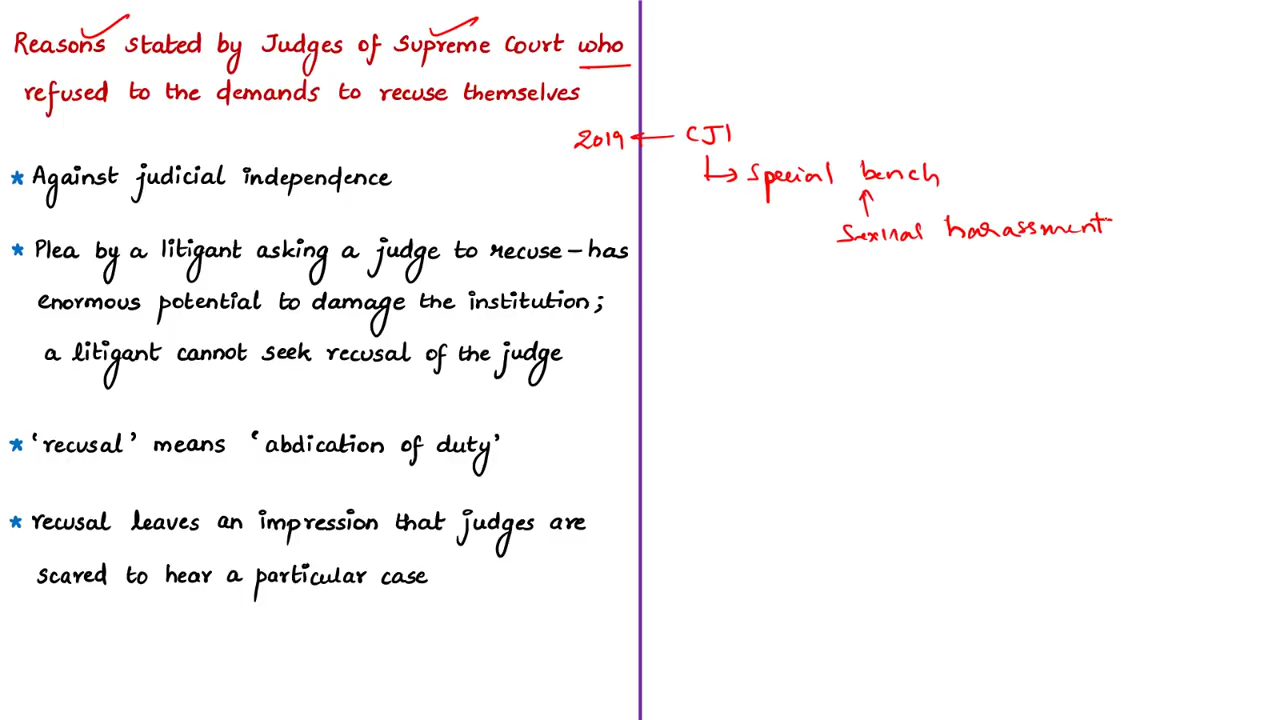 Reasons stated by Judges of Supreme Court who
refused to the demands to recuse themselves
* Against judicial independence
* Plea by a litigant asking a judge to recuse – has
enormous potential to damage the institution;
a litigant cannot seek recusal of the judge
* 'recusal' means 'abdication of duty'
* recusal leaves an impression that judges are
scared to hear a particular case
2019 ← CJI
↳ Special bench
↑
Sexual harassment